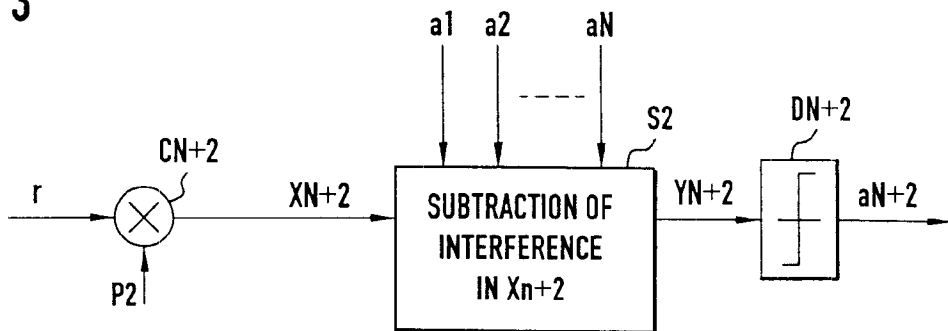 3
a1 a2 aN
S2
DN+2
CN+2
r
XN+2
YN+2
aN+2
SUBTRACTION OF
INTERFERENCE
IN Xn+2
P2